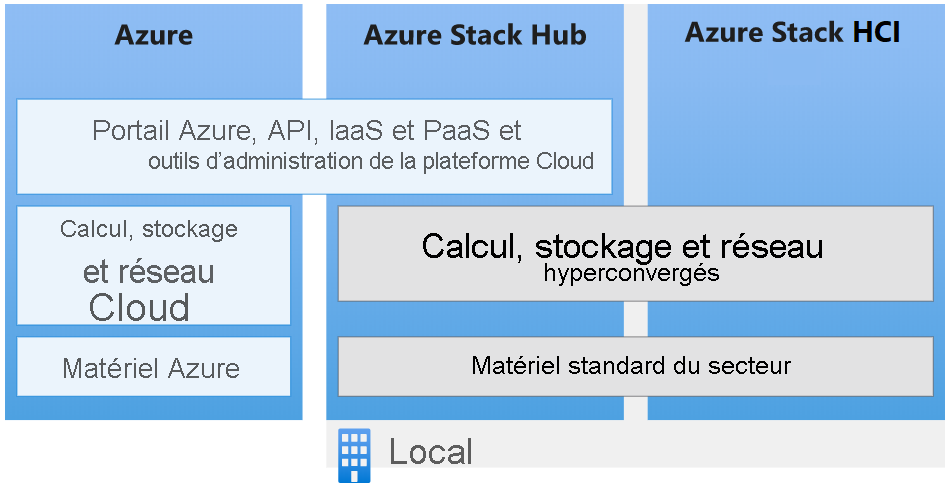 Azure
Azure Stack Hub
Azure Stack HCI
Portail Azure, API, IaaS et PaaS et
outils d’administration de la plateforme Cloud
Calcul, stockage
et réseau
Cloud
Calcul, stockage et réseau
hyperconvergés
Matériel Azure
Matériel standard du secteur
Local